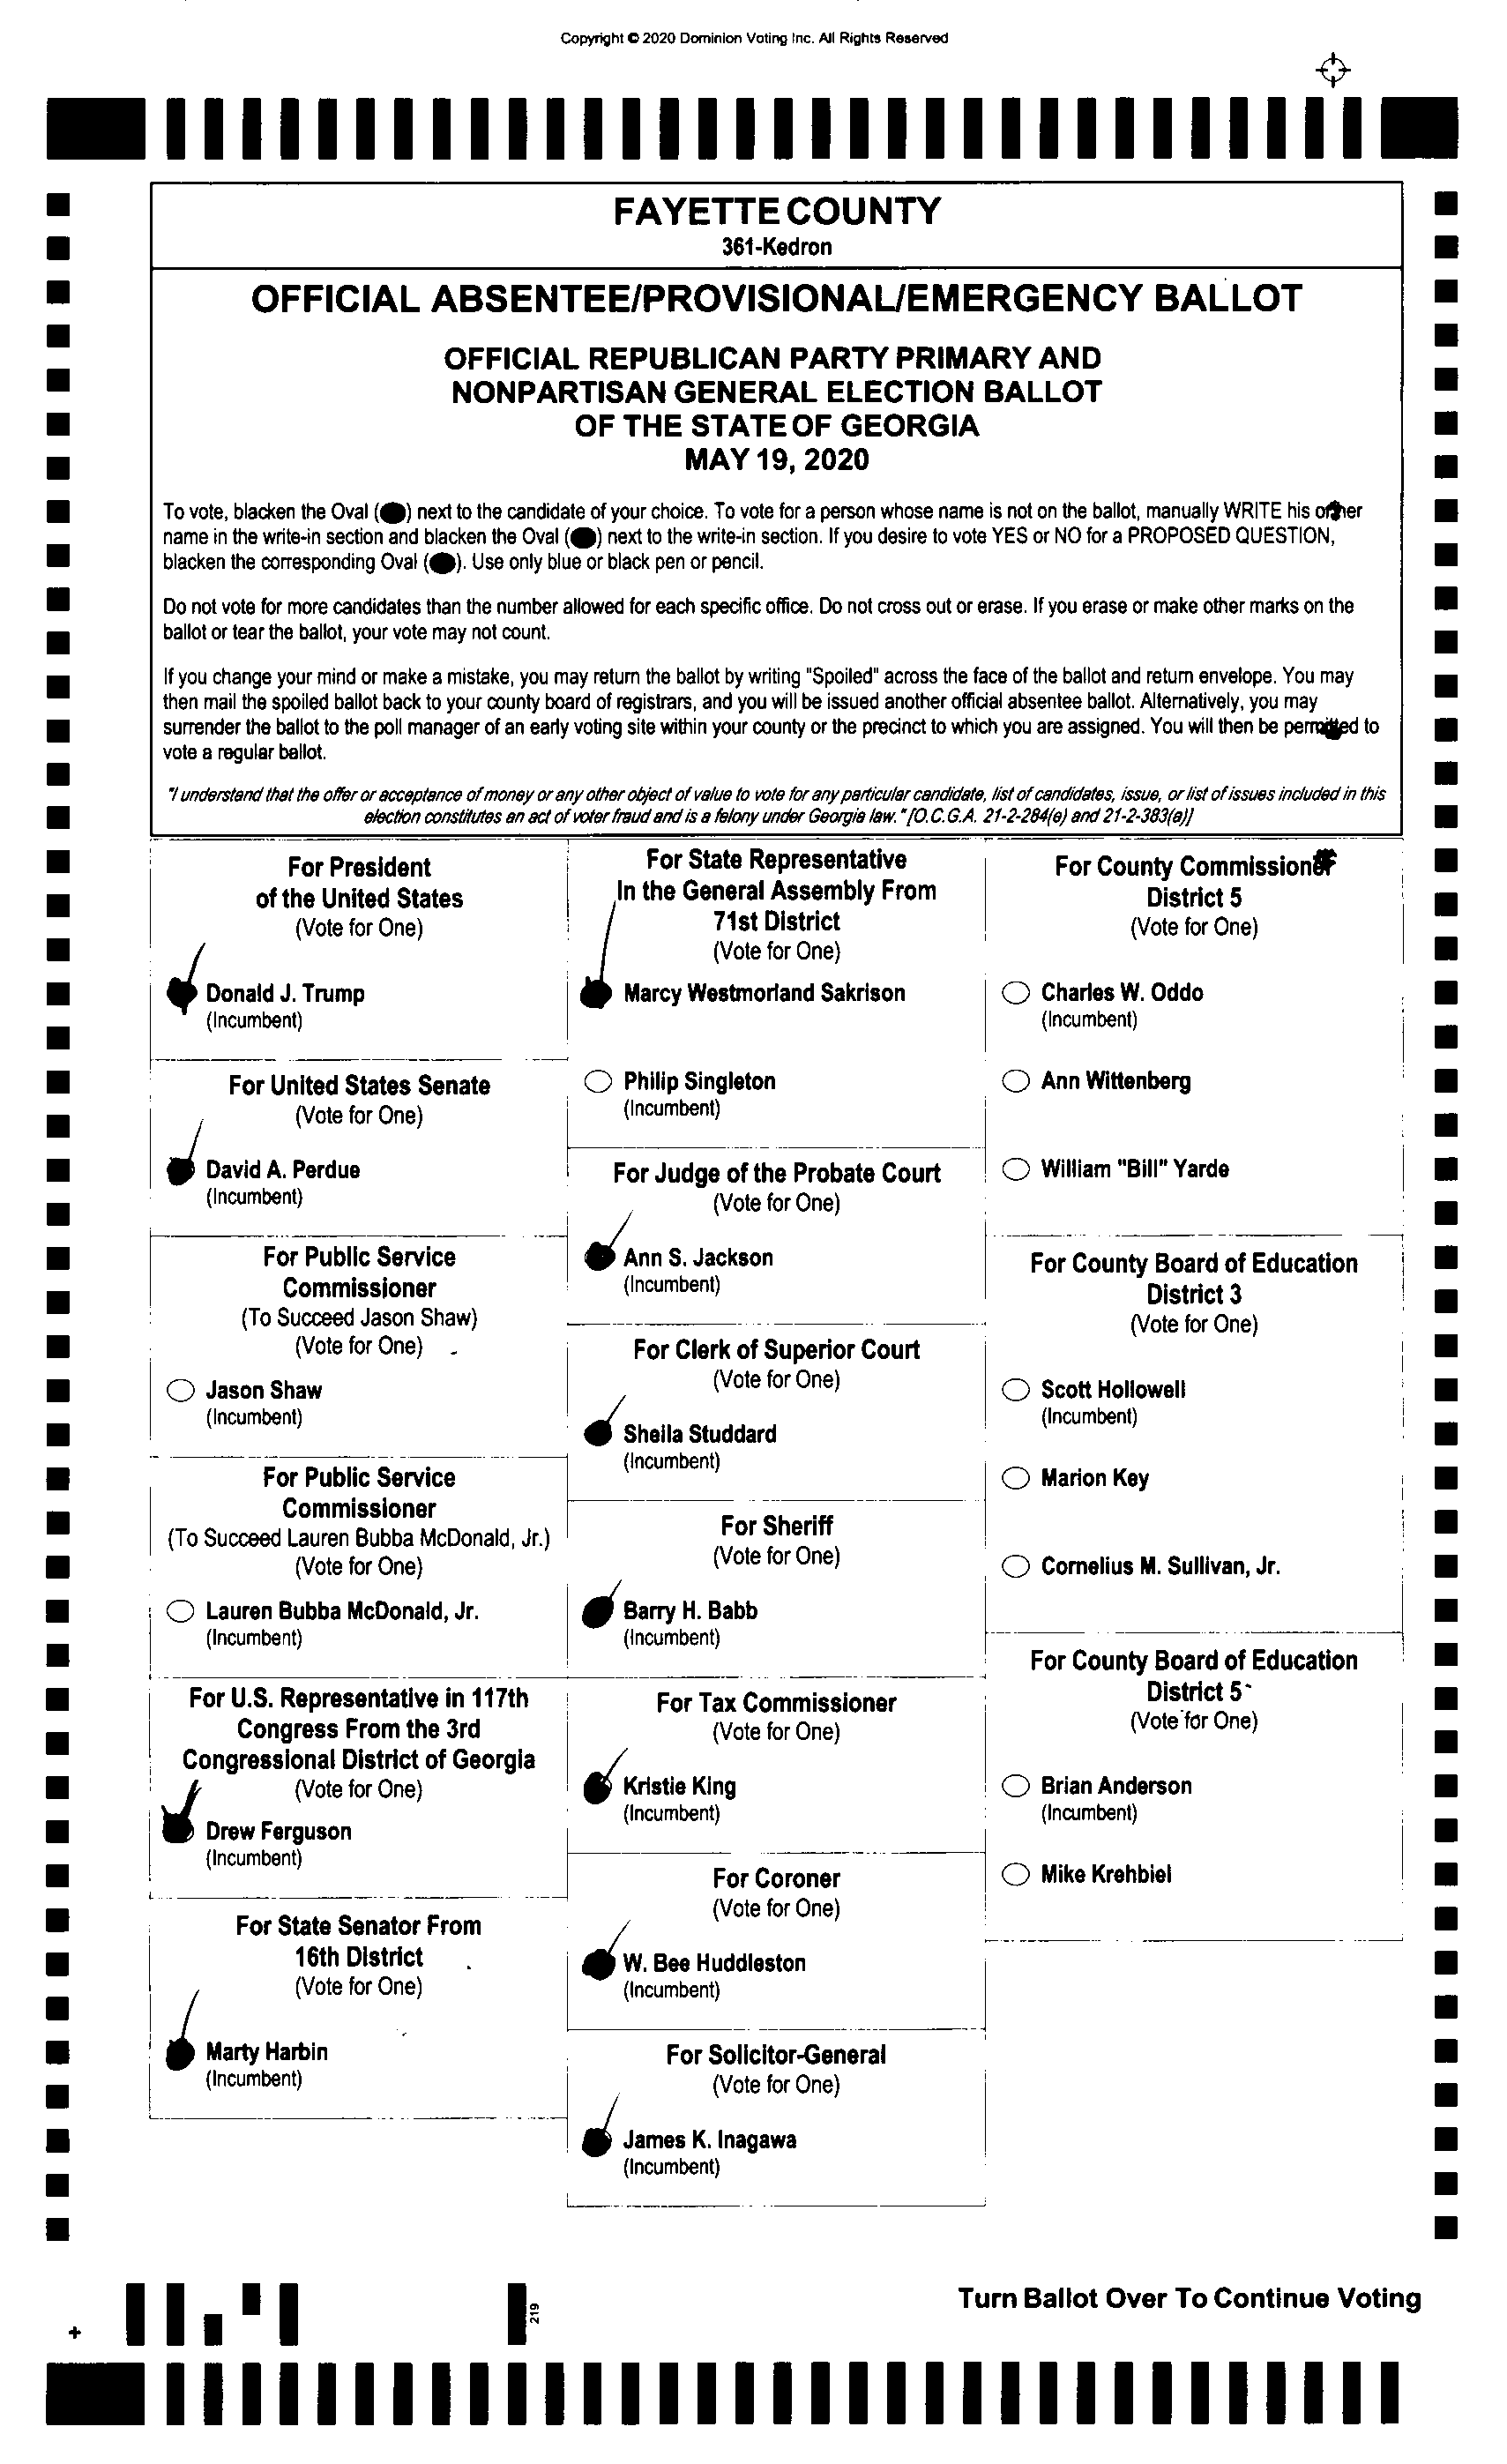 Copyright © 2020 Dominion Voting Inc. All Rights Reserved
FAYETTE COUNTY
361-Kedron
OFFICIAL ABSENTEE/PROVISIONAL/EMERGENCY BALLOT
OFFICIAL REPUBLICAN PARTY PRIMARY AND
NONPARTISAN GENERAL ELECTION BALLOT
OF THE STATE OF GEORGIA
MAY 19, 2020
To vote, blacken the Oval () next to the candidate of your choice. To vote for a person whose name is not on the ballot, manually WRITE his or her
name in the write-in section and blacken the Oval () next to the write-in section. If you desire to vote YES or NO for a PROPOSED QUESTION,
blacken the corresponding Oval (). Use only blue or black pen or pencil.
Do not vote for more candidates than the number allowed for each specific office. Do not cross out or erase. If you erase or make other marks on the
ballot or tear the ballot, your vote may not count.
If you change your mind or make a mistake, you may return the ballot by writing "Spoiled" across the face of the ballot and return envelope. You may
then mail the spoiled ballot back to your county board of registrars, and you will be issued another official absentee ballot. Alternatively, you may
surrender the ballot to the poll manager of an early voting site within your county or the precinct to which you are assigned. You will then be permitted to
vote a regular ballot.
"I understand that the offer or acceptance of money or any other object of value to vote for any particular candidate, list of candidates, issue, or list of issues included in this
election constitutes an act of voter fraud and is a felony under Georgia law." [O.C.G.A. 21-2-284(e) and 21-2-383(a)]
For President
of the United States
(Vote for One)
Donald J. Trump
(Incumbent)
For United States Senate
(Vote for One)
David A. Perdue
(Incumbent)
For Public Service
Commissioner
(To Succeed Jason Shaw)
(Vote for One)
Jason Shaw
(Incumbent)
For Public Service
Commissioner
(To Succeed Lauren Bubba McDonald, Jr.)
(Vote for One)
Lauren Bubba McDonald, Jr.
(Incumbent)
For U.S. Representative in 117th
Congress From the 3rd
Congressional District of Georgia
(Vote for One)
Drew Ferguson
(Incumbent)
For State Senator From
16th District
(Vote for One)
Marty Harbin
(Incumbent)
For State Representative
In the General Assembly From
71st District
(Vote for One)
Marcy Westmorland Sakrison
Philip Singleton
(Incumbent)
For Judge of the Probate Court
(Vote for One)
Ann S. Jackson
(Incumbent)
For Clerk of Superior Court
(Vote for One)
Sheila Studdard
(Incumbent)
For Sheriff
(Vote for One)
Barry H. Babb
(Incumbent)
For Tax Commissioner
(Vote for One)
Kristie King
(Incumbent)
For Coroner
(Vote for One)
W. Bee Huddleston
(Incumbent)
For Solicitor-General
(Vote for One)
James K. Inagawa
(Incumbent)
For County Commissioner
District 5
(Vote for One)
Charles W. Oddo
(Incumbent)
Ann Wittenberg
William "Bill" Yarde
For County Board of Education
District 3
(Vote for One)
Scott Hollowell
(Incumbent)
Marion Key
Cornelius M. Sullivan, Jr.
For County Board of Education
District 5
(Vote for One)
Brian Anderson
(Incumbent)
Mike Krehbiel
219
Turn Ballot Over To Continue Voting